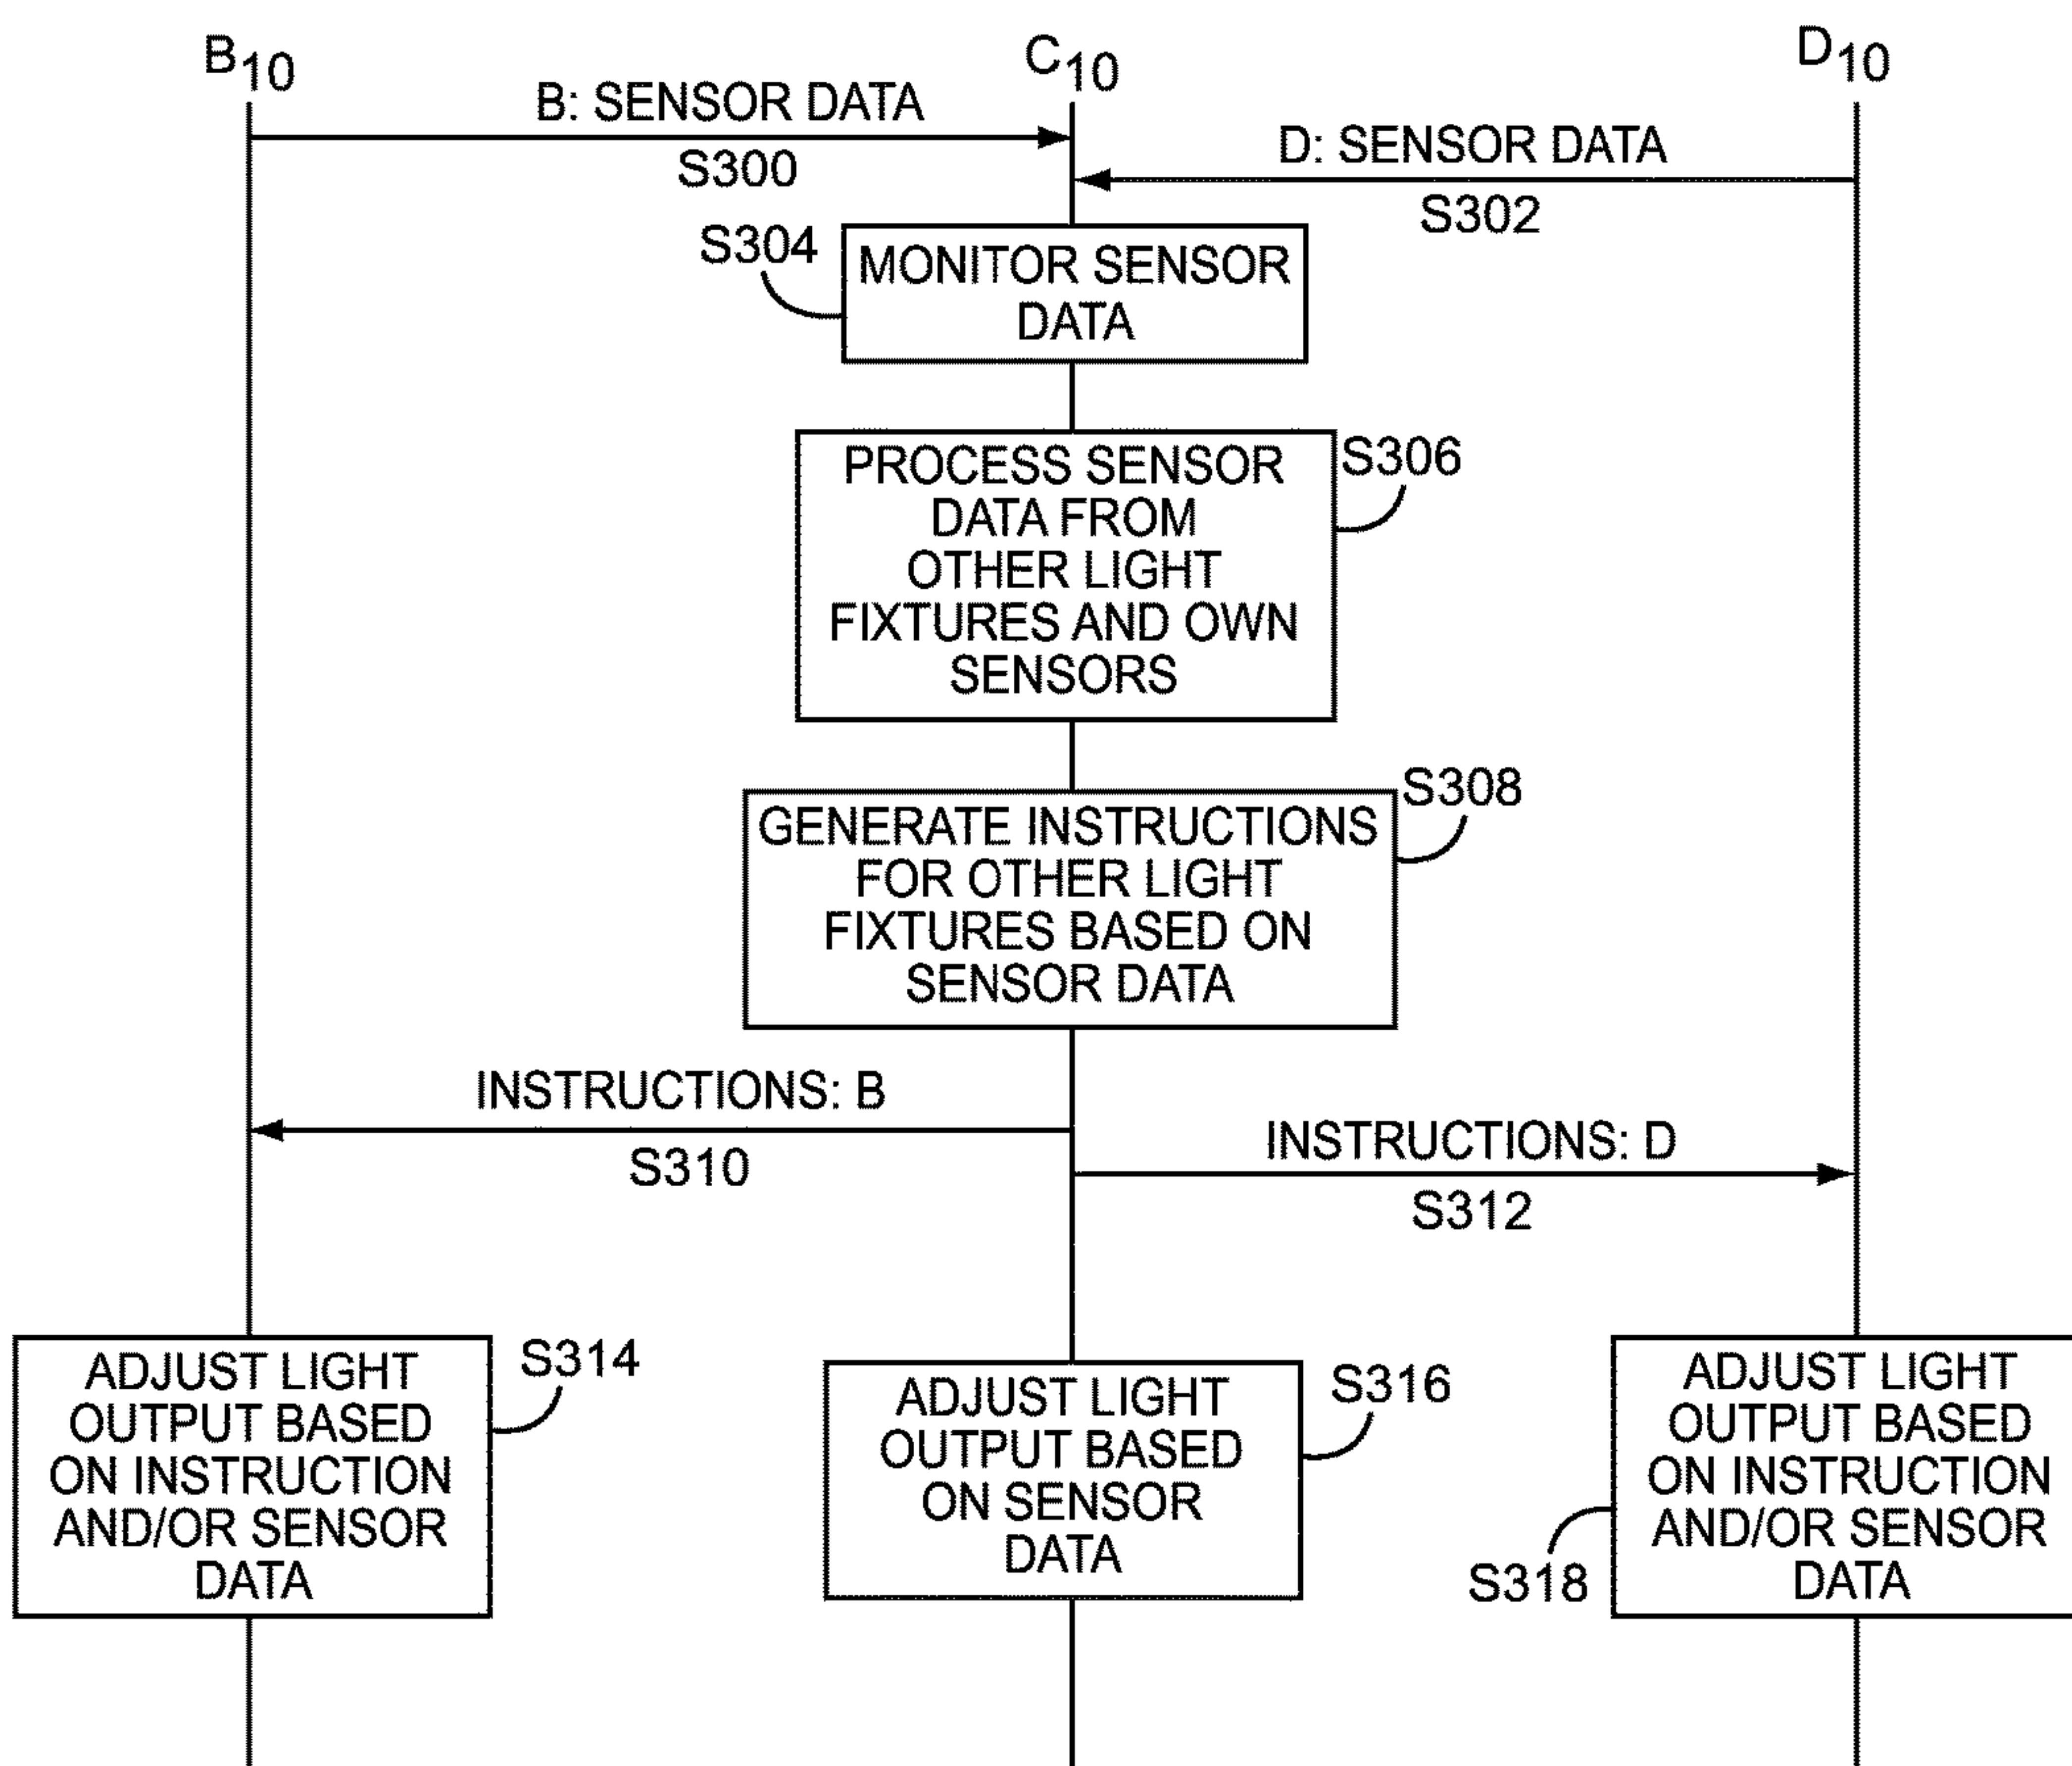 B10
C10
D10
B: SENSOR DATA
S300
D: SENSOR DATA
S302
S304
MONITOR SENSOR
DATA
PROCESS SENSOR
DATA FROM
OTHER LIGHT
FIXTURES AND OWN
SENSORS
S306
GENERATE INSTRUCTIONS
FOR OTHER LIGHT
FIXTURES BASED ON
SENSOR DATA
S308
INSTRUCTIONS: B
S310
INSTRUCTIONS: D
S312
ADJUST LIGHT
OUTPUT BASED
ON INSTRUCTION
AND/OR SENSOR
DATA
S314
ADJUST LIGHT
OUTPUT BASED
ON SENSOR
DATA
S316
ADJUST LIGHT
OUTPUT BASED
ON INSTRUCTION
AND/OR SENSOR
DATA
S318